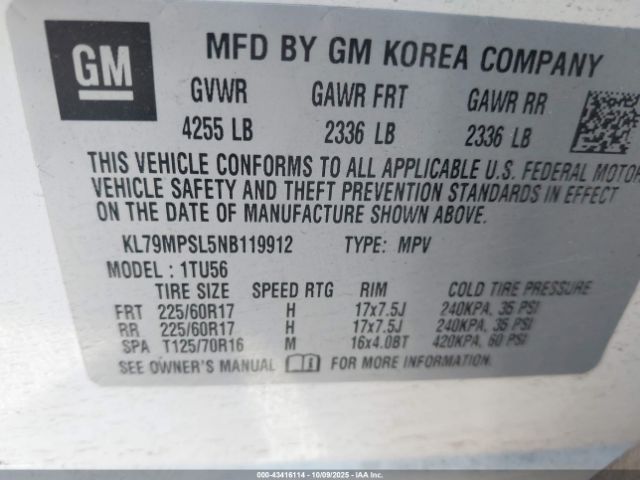 GM MFD BY GM KOREA COMPANY
GVWR GAWR FRT GAWR RR
4255 LB 2336 LB 2336 LB
THIS VEHICLE CONFORMS TO ALL APPLICABLE U.S. FEDERAL MOTOR
VEHICLE SAFETY AND THEFT PREVENTION STANDARDS IN EFFECT
ON THE DATE OF MANUFACTURE SHOWN ABOVE.
KL79MPSL5NB119912 TYPE: MPV
MODEL : 1TU56
TIRE SIZE SPEED RTG RIM COLD TIRE PRESSURE
FRT 225/60R17 H 17x7.5J 240KPA, 35 PSI
RR 225/60R17 H 17x7.5J 240KPA, 35 PSI
SPA T125/70R16 M 16x4.0BT 420KPA, 60 PSI
SEE OWNER'S MANUAL FOR MORE INFORMATION.
000-43416114 - 10/09/2025 - IAAI.com